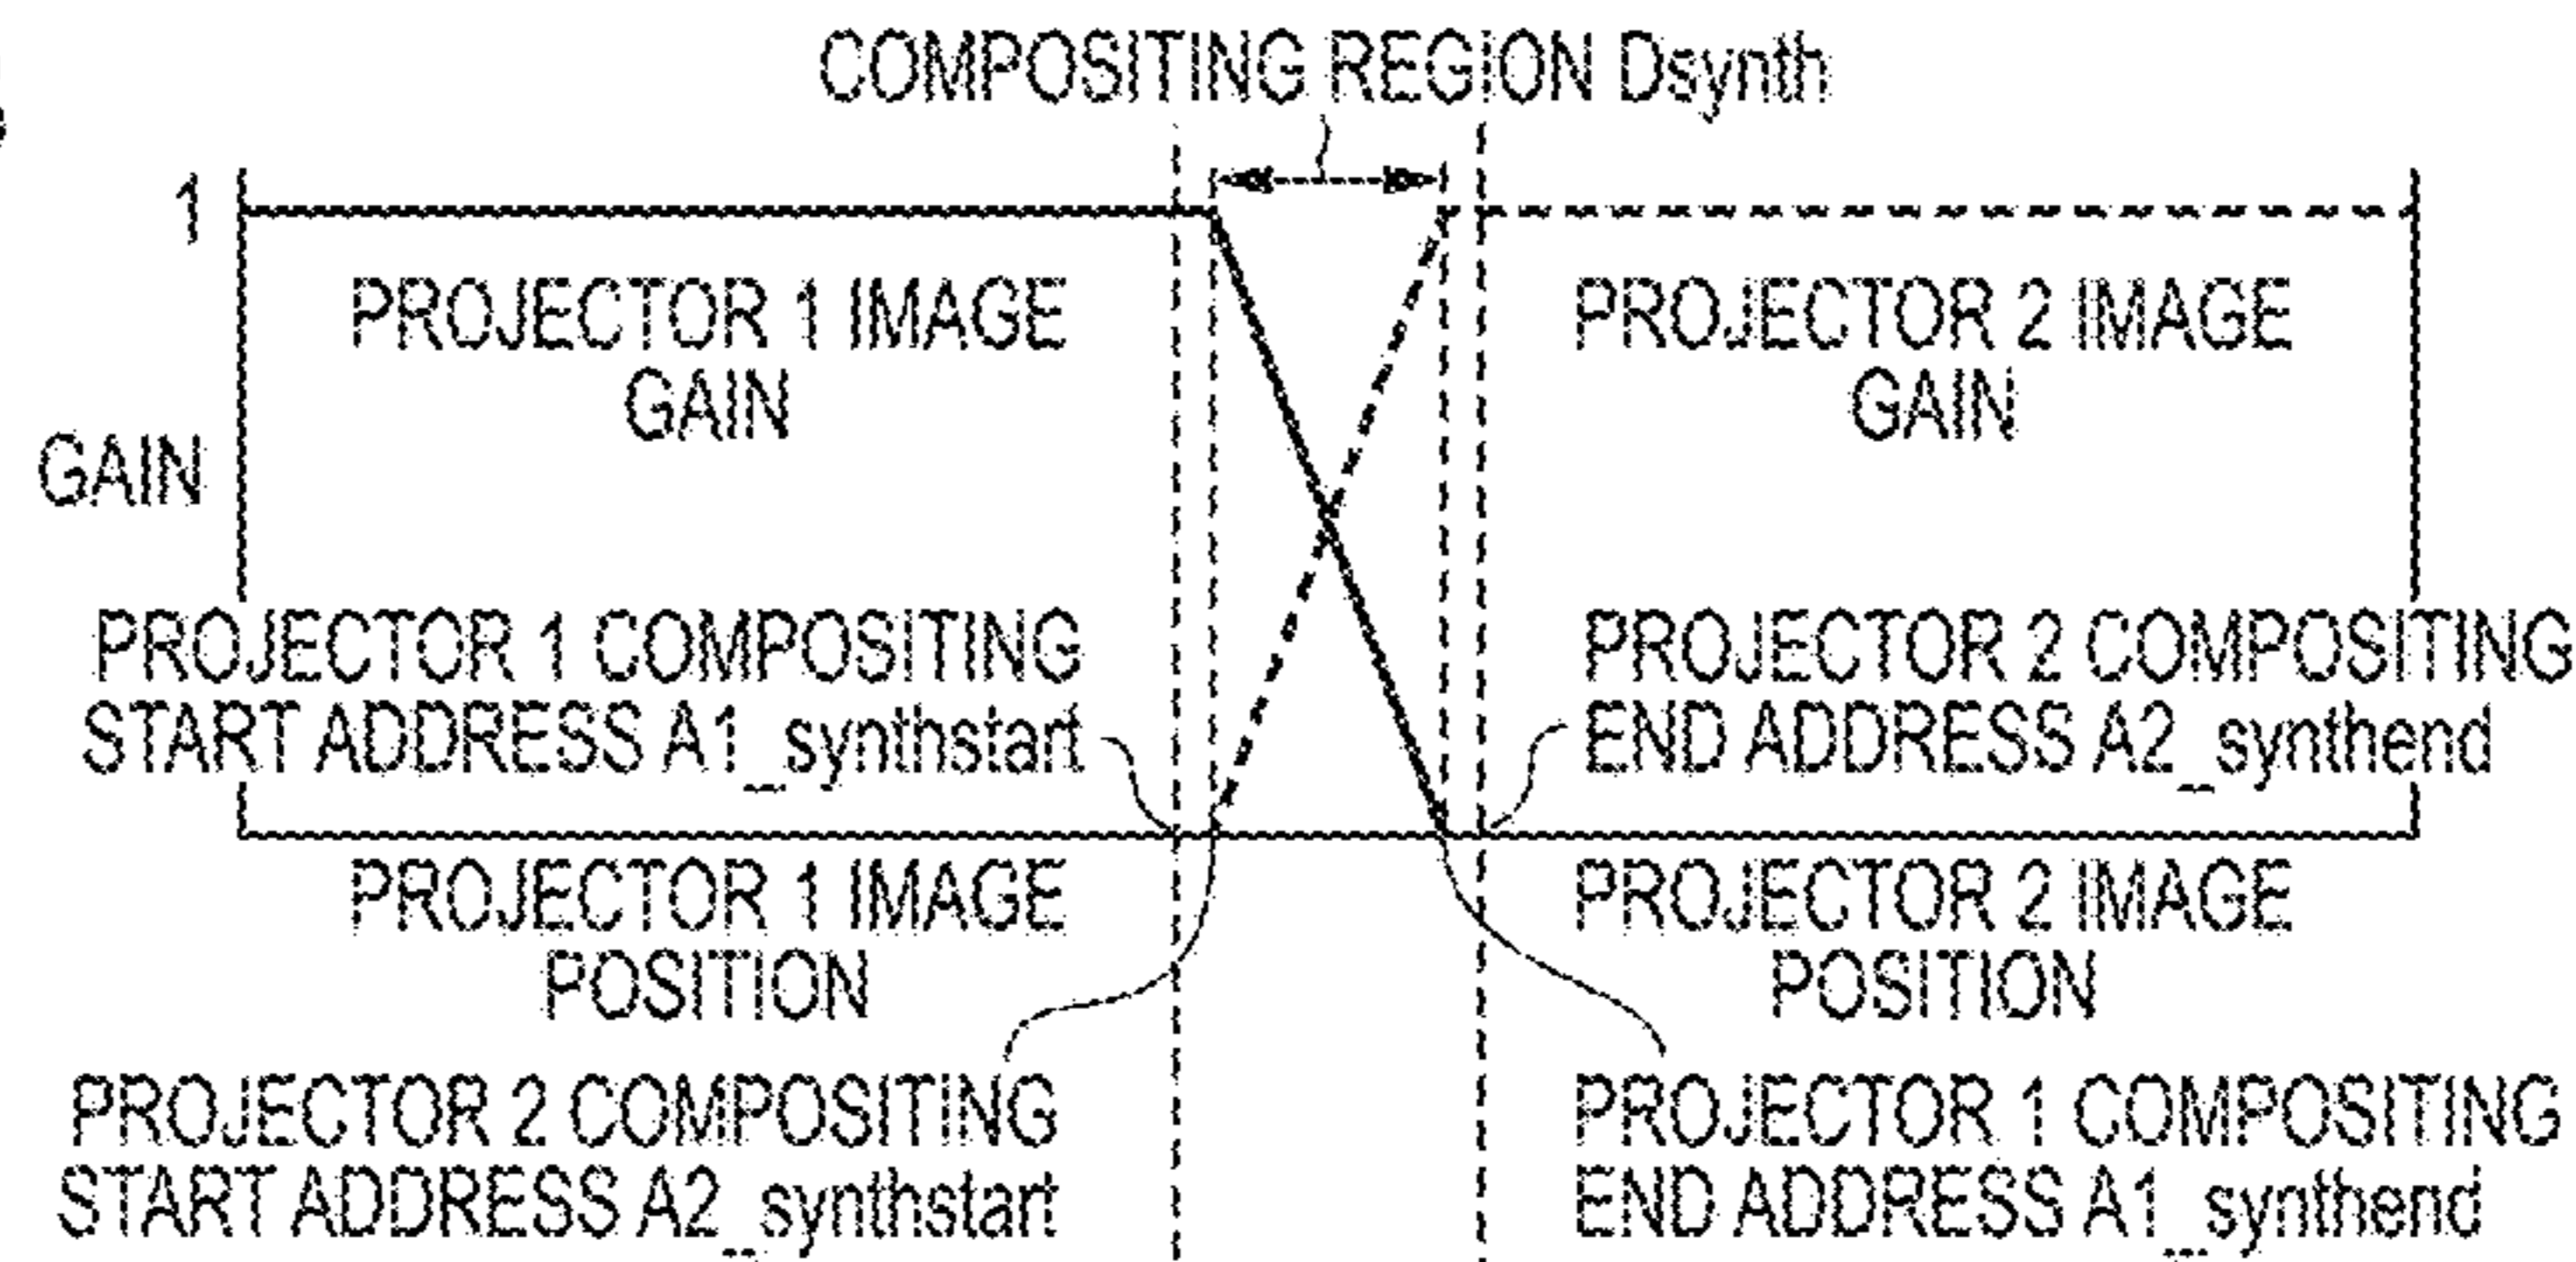 COMPOSITING REGION Dsynth
1
PROJECTOR 1 IMAGE
GAIN
PROJECTOR 2 IMAGE
GAIN
GAIN
PROJECTOR 1 COMPOSITING
START ADDRESS A1_synthstart
PROJECTOR 2 COMPOSITING
END ADDRESS A2_synthend
PROJECTOR 1 IMAGE
POSITION
PROJECTOR 2 IMAGE
POSITION
PROJECTOR 2 COMPOSITING
START ADDRESS A2_synthstart
PROJECTOR 1 COMPOSITING
END ADDRESS A1_synthend